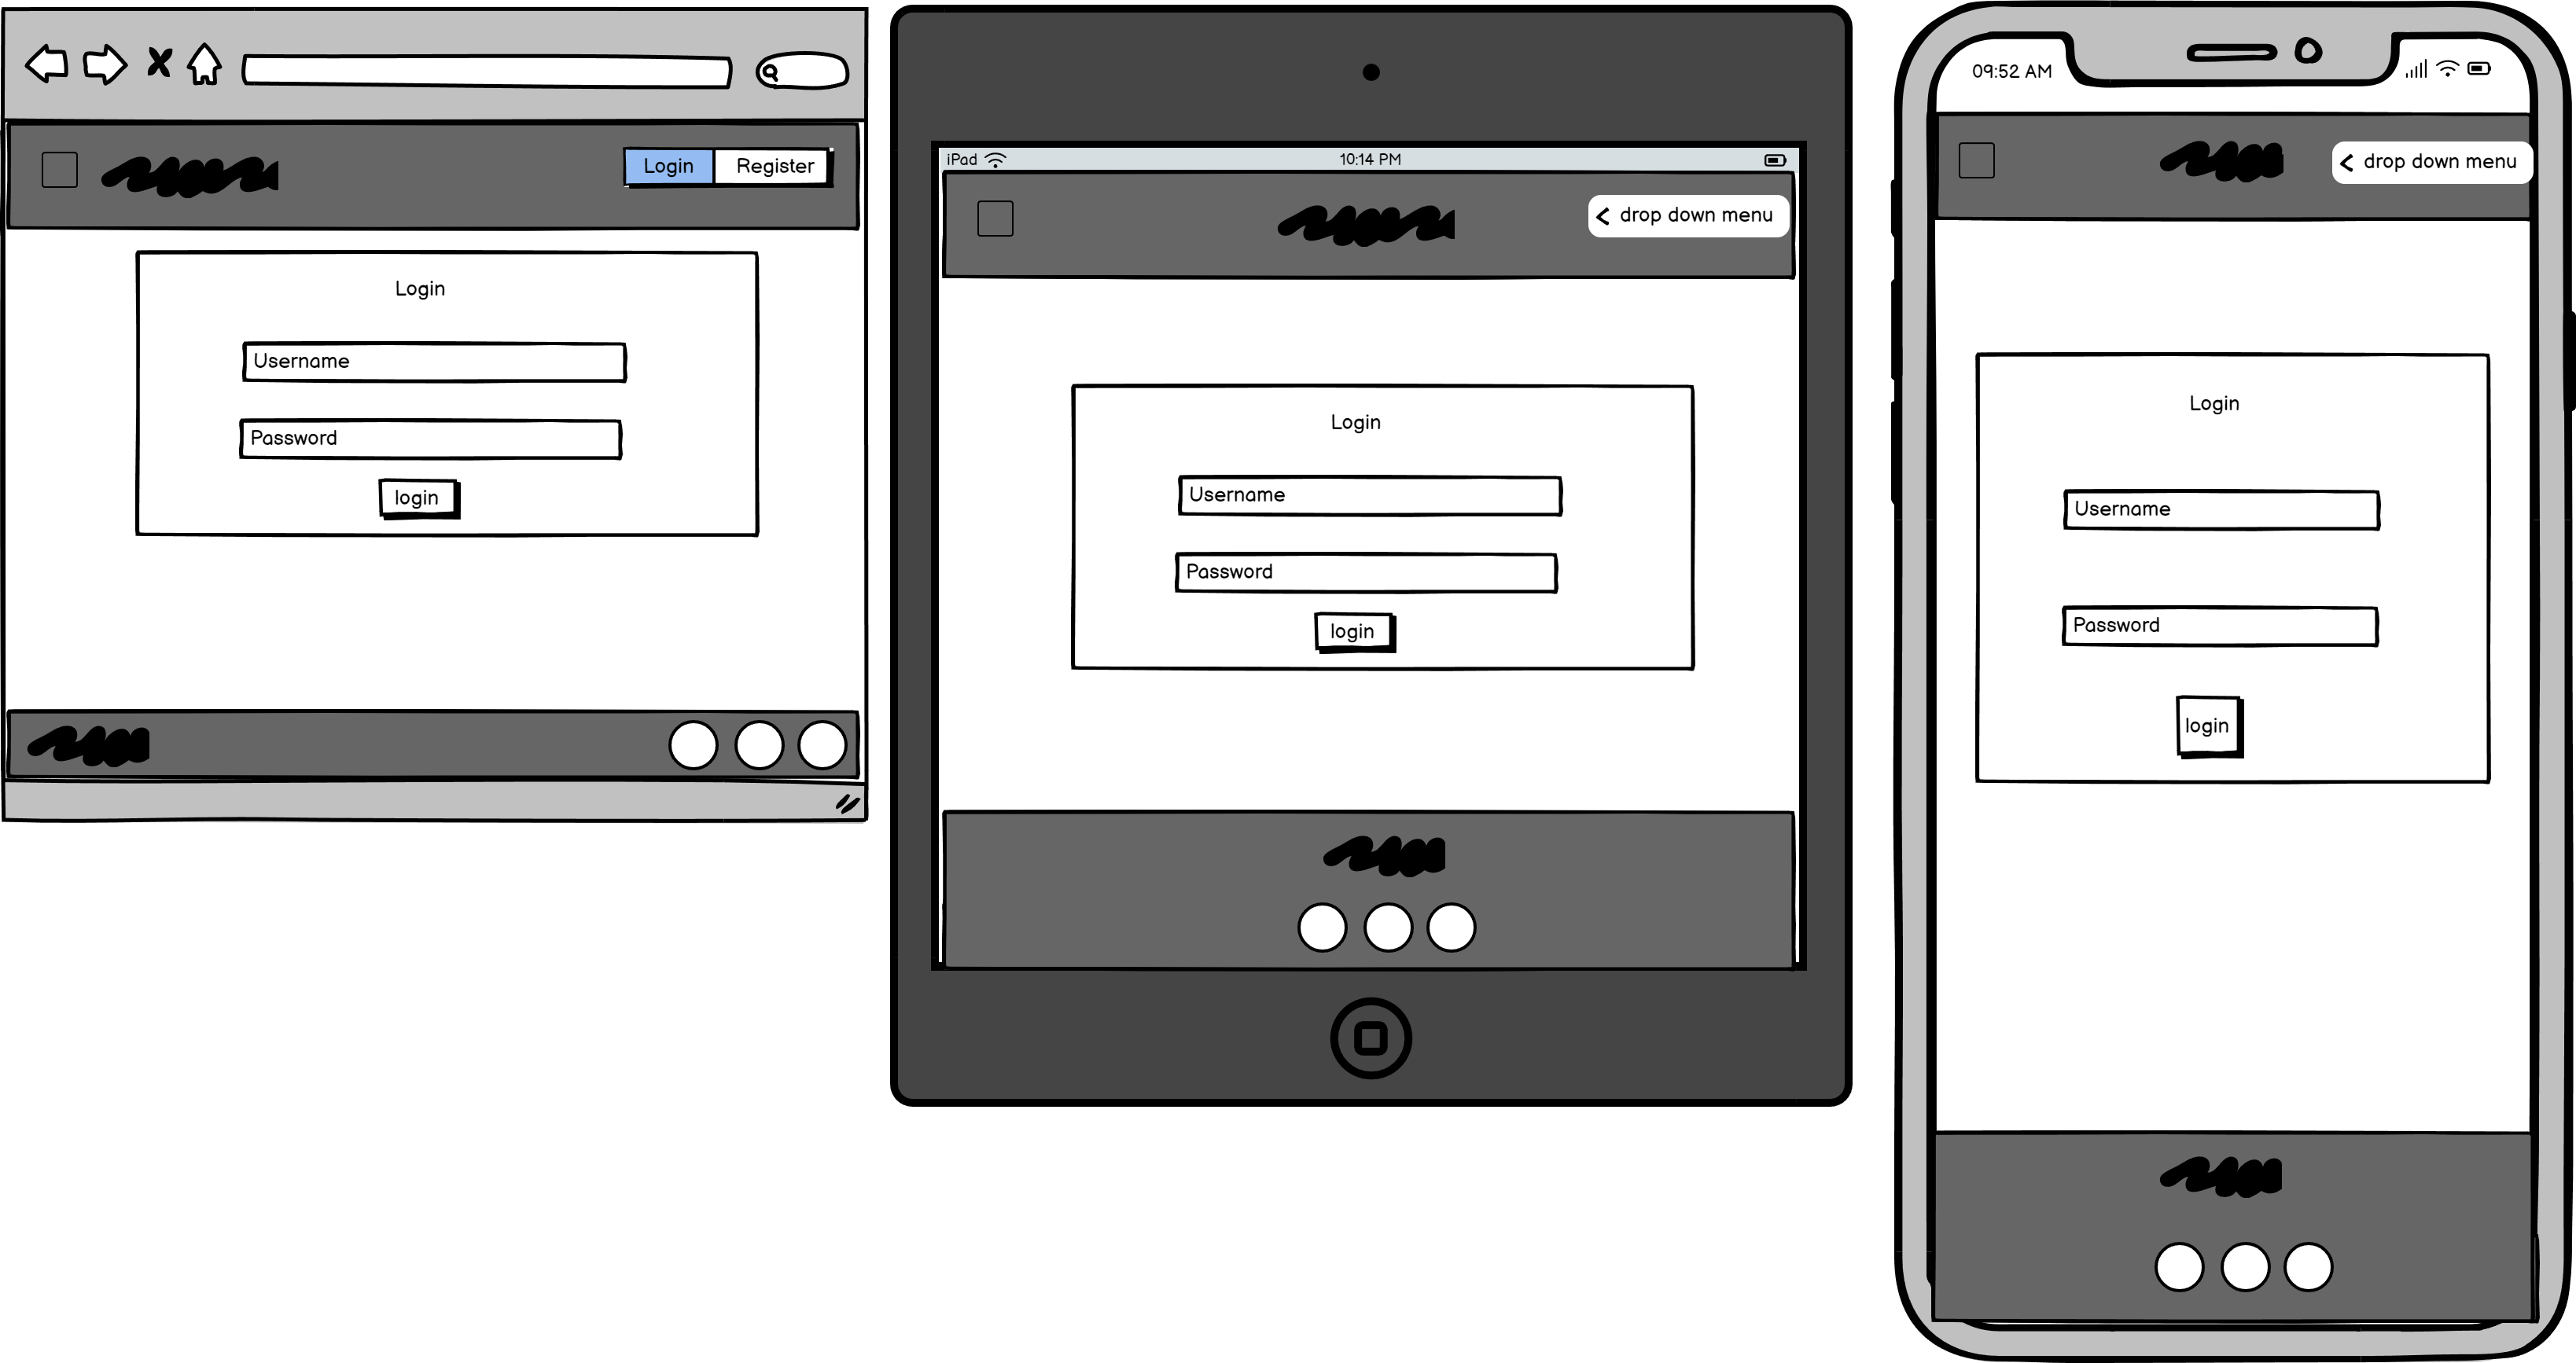 Login Register
Login
Username
Password
login
iPad 10:14 PM
drop down menu
Login
Username
Password
login
09:52 AM
drop down menu
Login
Username
Password
login